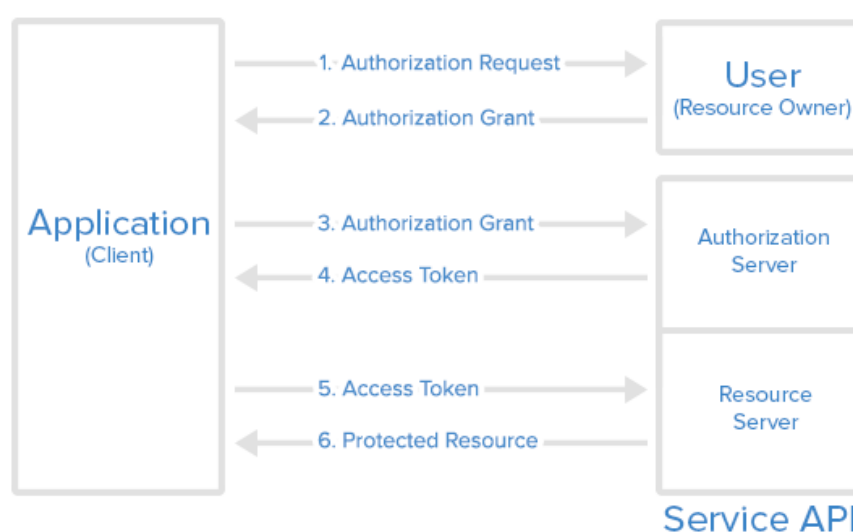 1. Authorization Request
User
(Resource Owner)
2. Authorization Grant
Application
(Client)
3. Authorization Grant
Authorization
Server
4. Access Token
5. Access Token
Resource
Server
6. Protected Resource
Service API